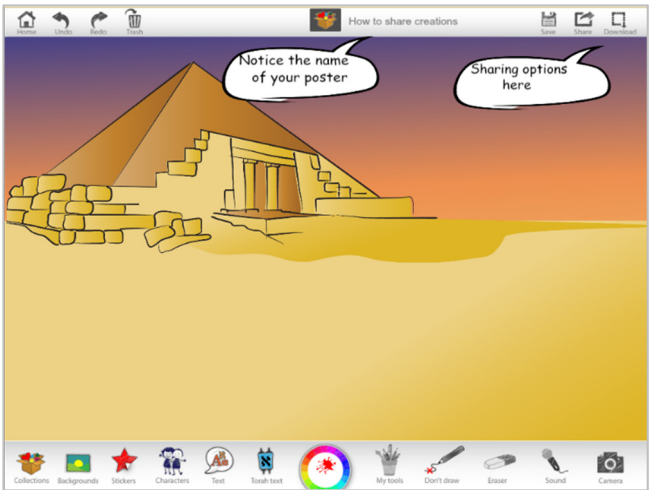 Home Undo Redo Trash How to share creations Save Share Download
Notice the name
of your poster
Sharing options
here
Collections Backgrounds Stickers Characters Text Torah text My tools Don't draw Eraser Sound Camera